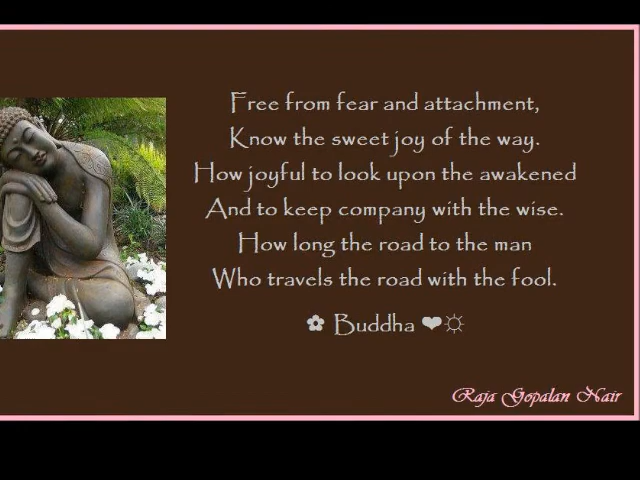 Free from fear and attachment,
Know the sweet joy of the way.
How joyful to look upon the awakened
And to keep company with the wise.
How long the road to the man
Who travels the road with the fool.
✿ Buddha ❤☼
Raja Gopalan Nair